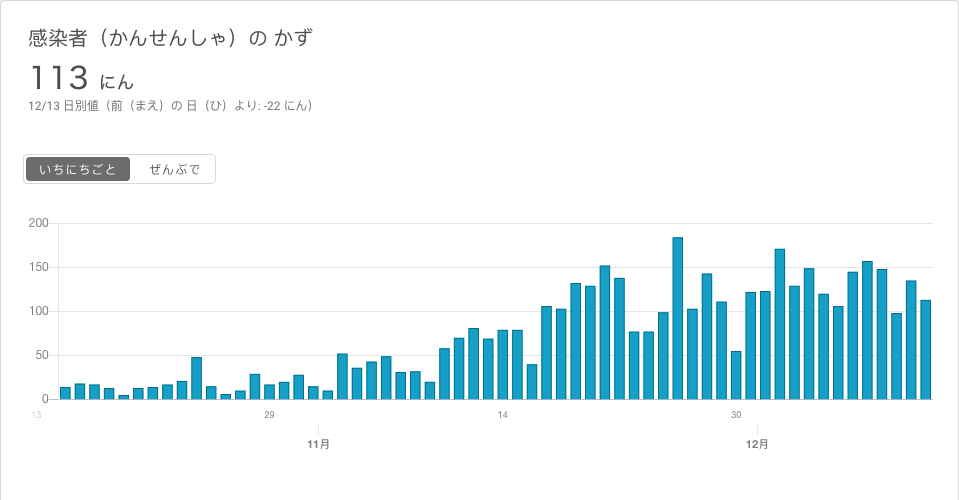 感染者（かんせんしゃ）の かず
113 にん
12/13 日別値（前（まえ）の 日（ひ）より: -22 にん）
いちにちごと ぜんぶで
200
150
100
50
0
13 29 14 30
11月 12月